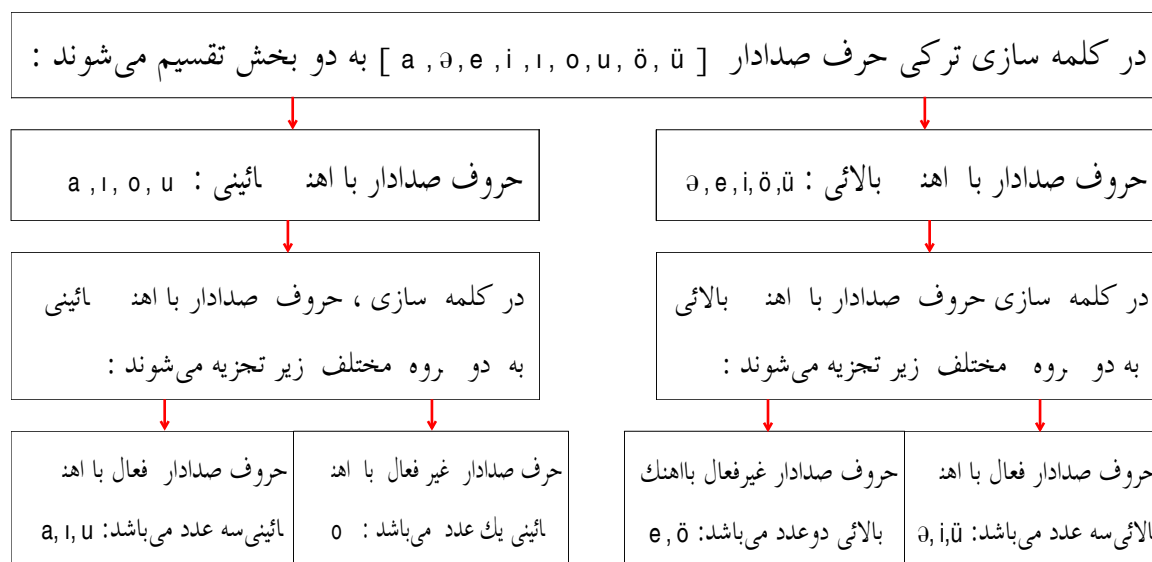 در کلمه سازی ترکی حرف صدادار [ a , ə, e , i , ı , o , u , ö , ü ] به دو بخش تقسیم می‌شوند :
حروف صدادار با اهنـ بالائی : ə , e , i , ö , ü
حروف صدادار با اهنـ ـائینی : a , ı , o , u
در کلمه سازی حروف صدادار با اهنـ بالائی
به دو ـروه مختلف زیر تجزیه می‌شوند :
در کلمه سازی ، حروف صدادار با اهنـ ـائینی
به دو ـروه مختلف زیر تجزیه می‌شوند :
حروف صدادار فعال با اهنـ
بالائی‌سه عدد می‌باشد: ə, i,ü
حروف صدادار غیرفعال بااهنك
بالائی دوعدد می‌باشد: e , ö
حرف صدادار غیر فعال با اهنـ
ـائینی یك عدد می‌باشد : o
حروف صدادار فعال با اهنـ
ـائینی‌سه عدد می‌باشد: a, ı, u